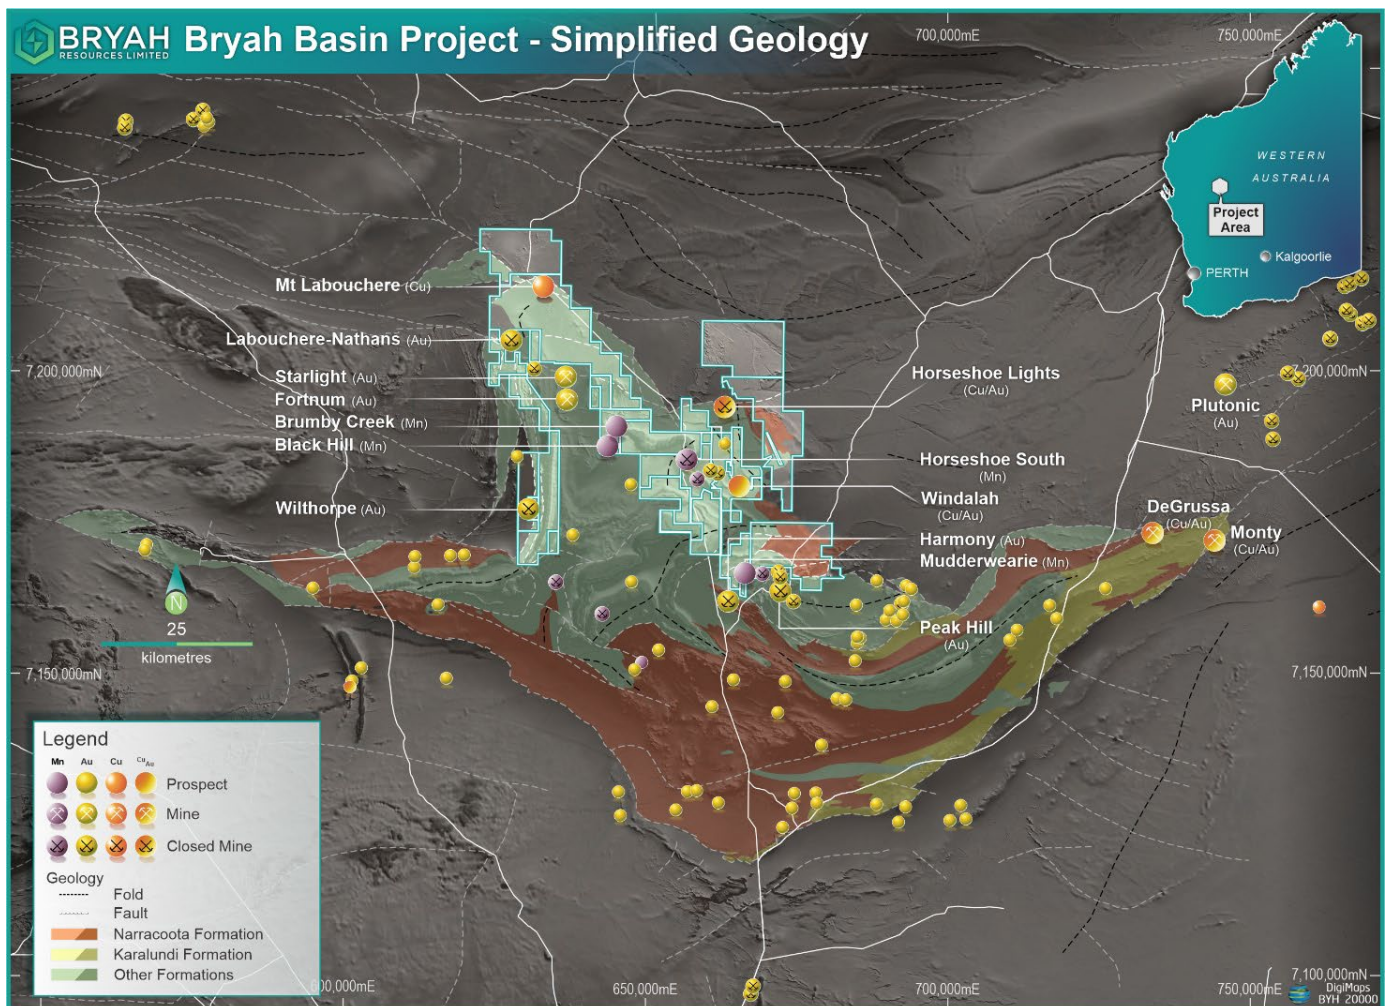 BRYAH
RESOURCES LIMITED
Bryah Basin Project - Simplified Geology
700,000mE
750,000mE
WESTERN
AUSTRALIA
Project
Area
Kalgoorlie
PERTH
Mt Labouchere (Cu)
Labouchere-Nathans (Au)
Starlight (Au)
Fortnum (Au)
Brumby Creek (Mn)
Black Hill (Mn)
Wilthorpe (Au)
7,200,000mN
7,200,000mN
Horseshoe Lights
(Cu/Au)
Plutonic
(Au)
Horseshoe South
(Mn)
Windalah
(Cu/Au)
Harmony (Au)
Mudderwearie (Mn)
DeGrussa
(Cu/Au)
Monty
(Cu/Au)
Peak Hill
(Au)
N
25
kilometres
7,150,000mN
7,150,000mN
Legend
Mn Au Cu Cu Au
Prospect
Mine
Closed Mine
Geology
Fold
Fault
Narracoota Formation
Karalundi Formation
Other Formations
600,000mE
650,000mE
700,000mE
750,000mE
7,100,000mN
DigiMaps
BYH 20000